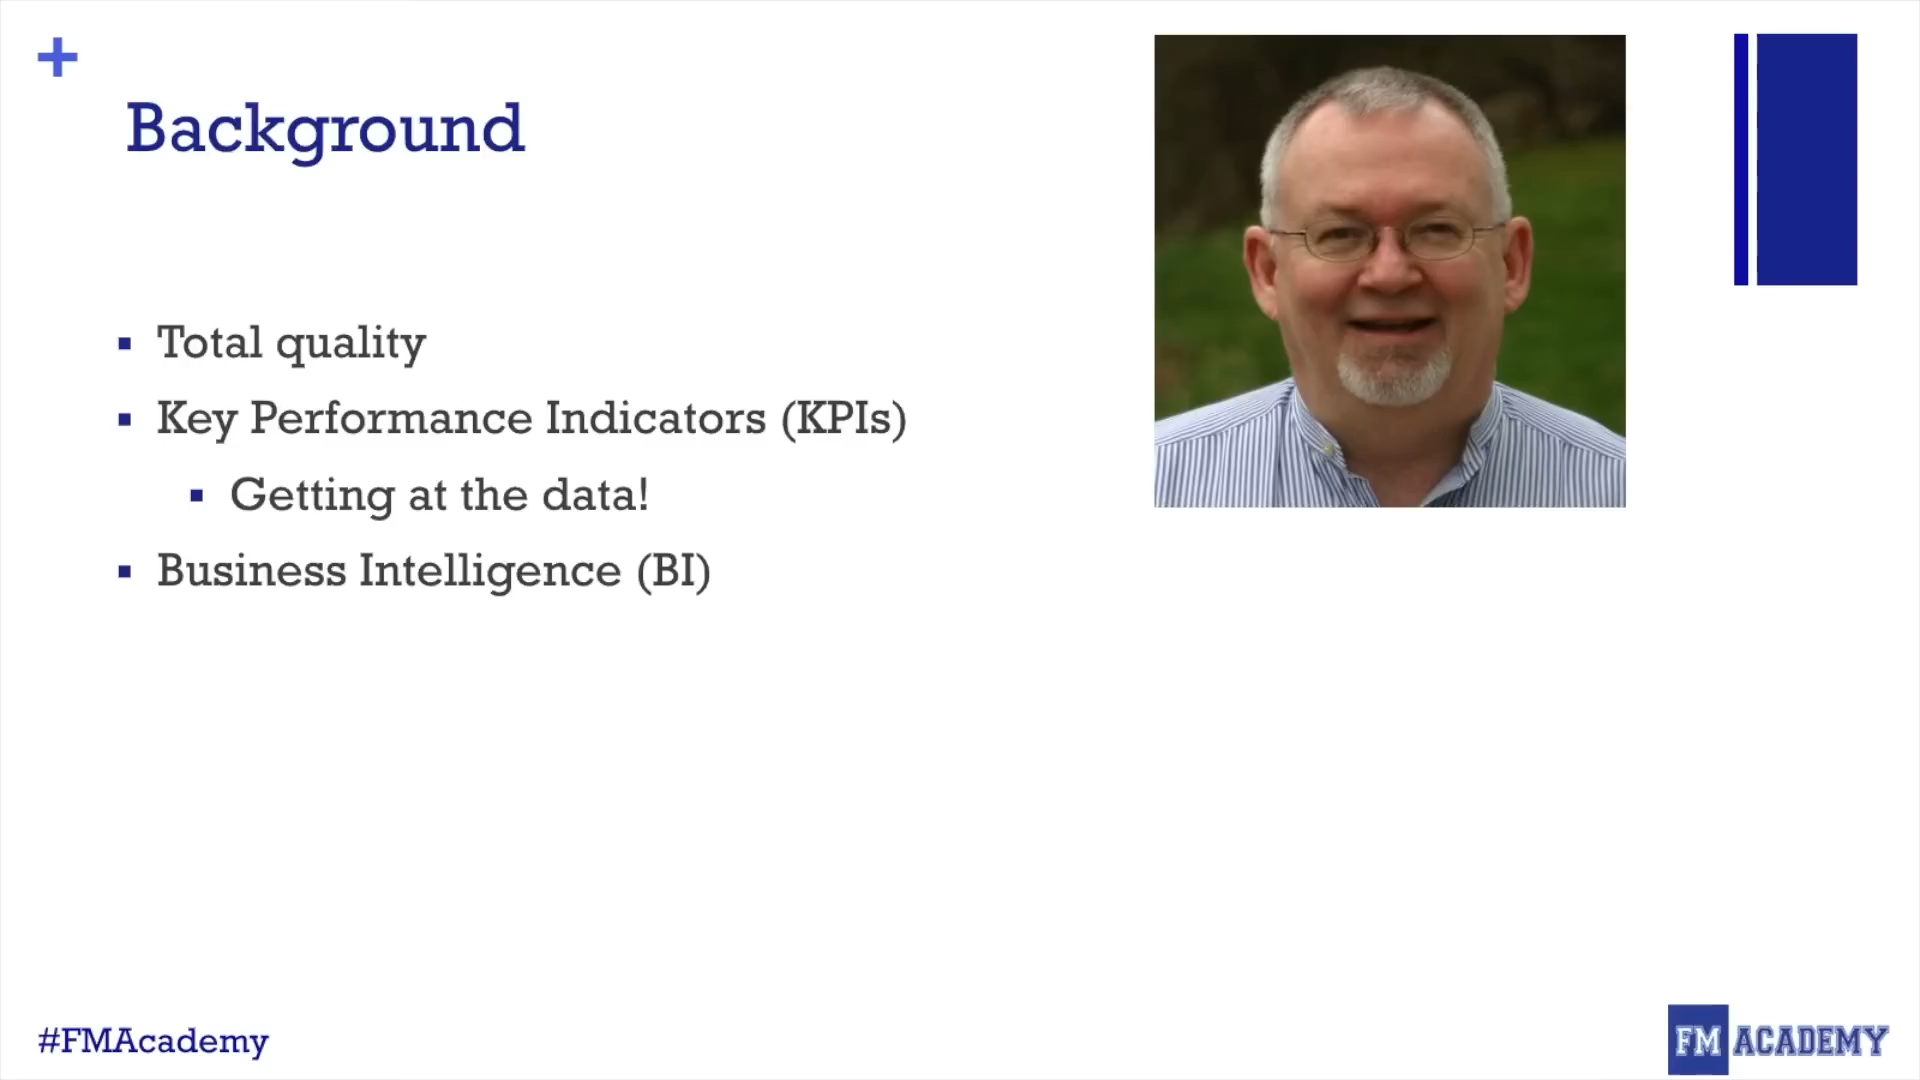 +
Background
Total quality
Key Performance Indicators (KPIs)
Getting at the data!
Business Intelligence (BI)
#FMAcademy
FM ACADEMY